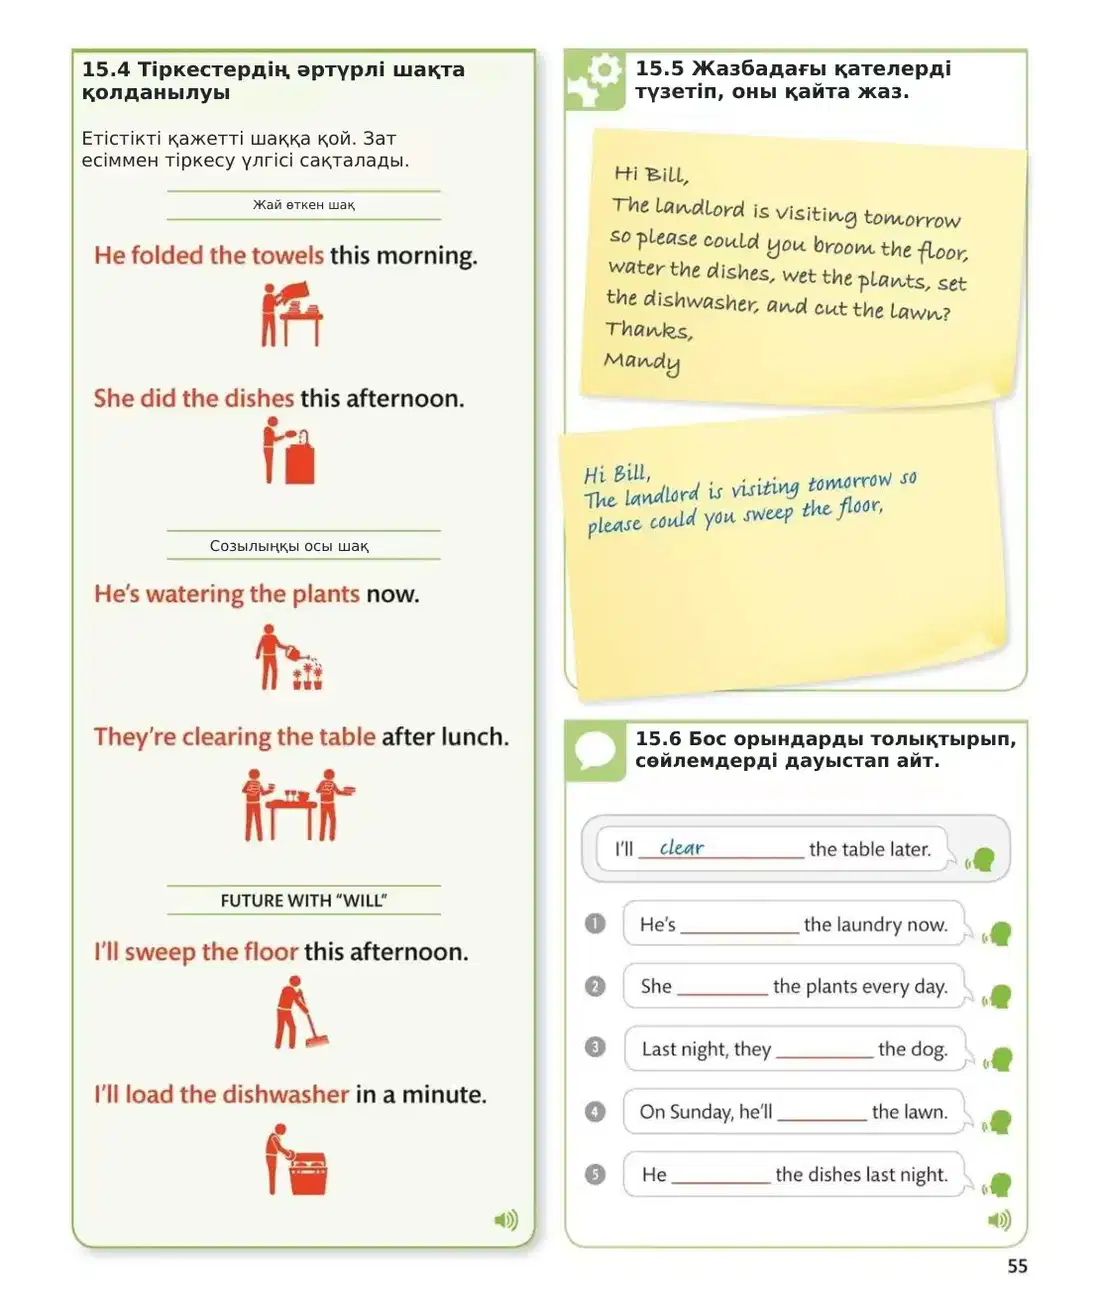 15.4 Тіркестердің әртүрлі шақта
қолданылуы
Етістікті қажетті шаққа қой. Зат
есіммен тіркесу үлгісі сақталады.
Жай өткен шақ
He folded the towels this morning.
She did the dishes this afternoon.
Созылыңқы осы шақ
He's watering the plants now.
They're clearing the table after lunch.
FUTURE WITH “WILL”
I'll sweep the floor this afternoon.
I'll load the dishwasher in a minute.
15.5 Жазбадағы қателерді
түзетіп, оны қайта жаз.
Hi Bill,
The landlord is visiting tomorrow
so please could you broom the floor,
water the dishes, wet the plants, set
the dishwasher, and cut the lawn?
Thanks,
Mandy
Hi Bill,
The landlord is visiting tomorrow so
please could you sweep the floor,
15.6 Бос орындарды толықтырып,
сөйлемдерді дауыстап айт.
I'll clear the table later.
1 He's ____ the laundry now.
2 She ____ the plants every day.
3 Last night, they ____ the dog.
4 On Sunday, he'll ____ the lawn.
5 He ____ the dishes last night.
55